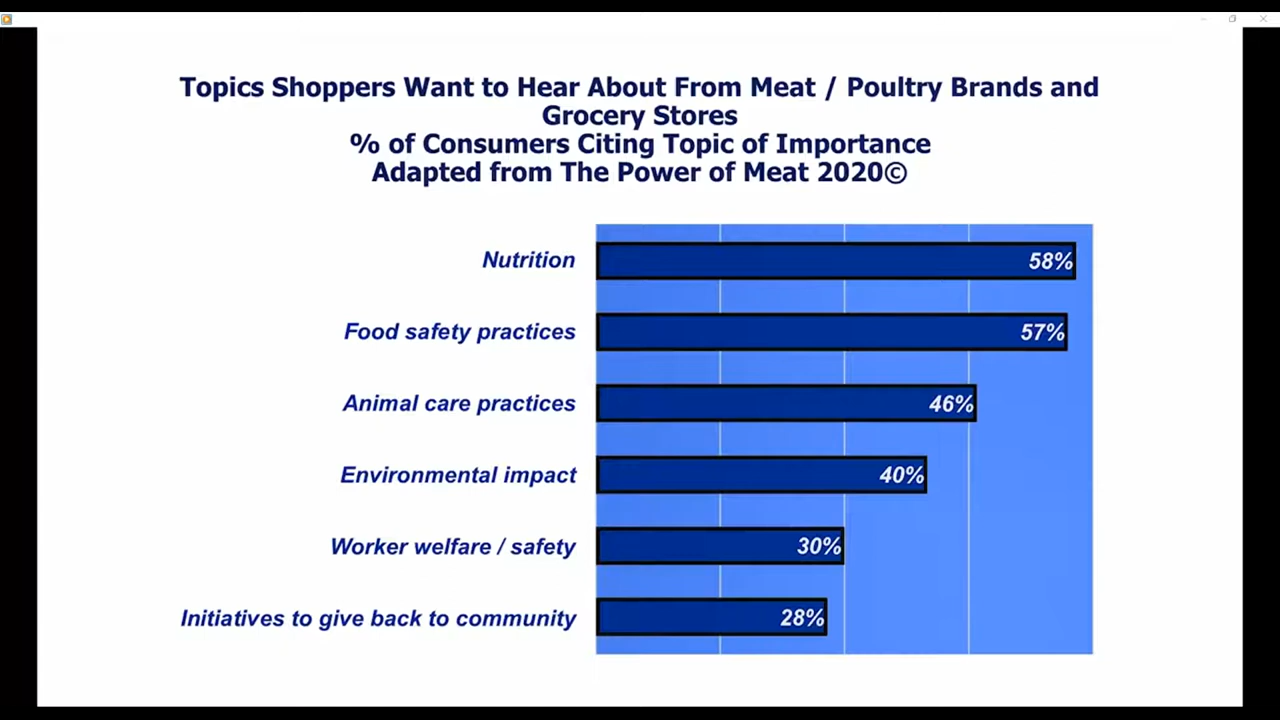 Topics Shoppers Want to Hear About From Meat / Poultry Brands and
Grocery Stores
% of Consumers Citing Topic of Importance
Adapted from The Power of Meat 2020©
Nutrition 58%
Food safety practices 57%
Animal care practices 46%
Environmental impact 40%
Worker welfare / safety 30%
Initiatives to give back to community 28%